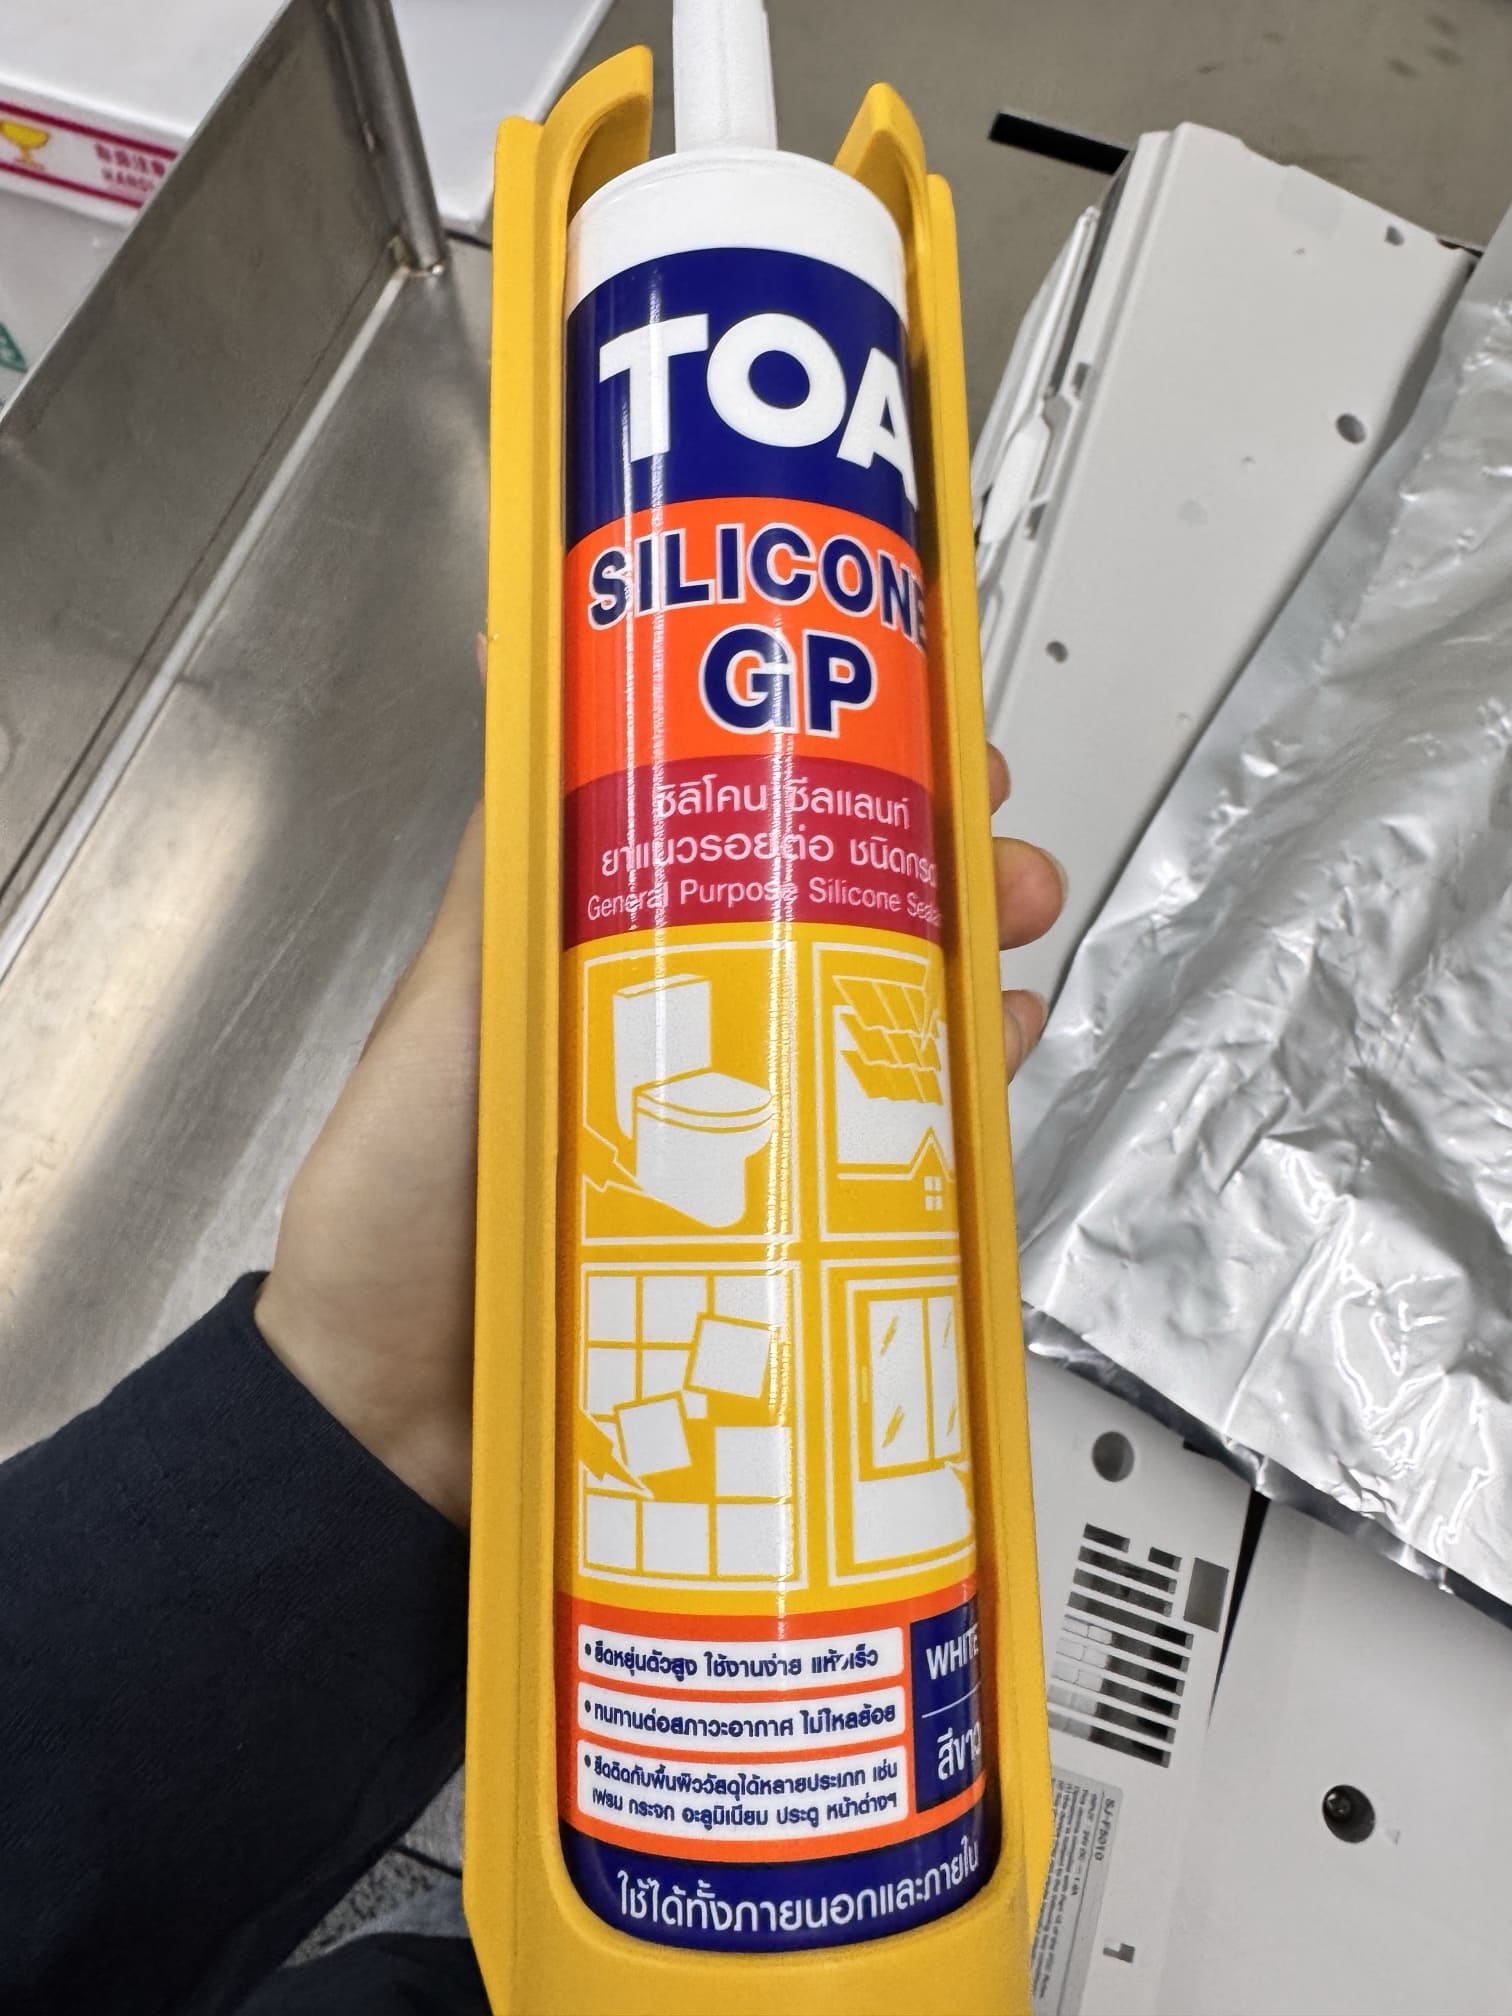 HAND
TOA
SILICONE
GP
ซิลิโคน ซีลแลนท์
ยาแนวรอยต่อ ชนิดกรด
General Purpose Silicone Seala
• ยืดหยุ่นตัวสูง ใช้งานง่าย แห้งเร็ว
• ทนทานต่อสภาวะอากาศ ไม่ไหลย้อย
• ยึดติดกับพื้นผิววัสดุได้หลายประเภท เช่น
เฟรม กระจก อะลูมิเนียม ประตู หน้าต่างฯ
WHITE
สีขาว
ใช้ได้ทั้งภายนอกและภายใน
SJ-F5010